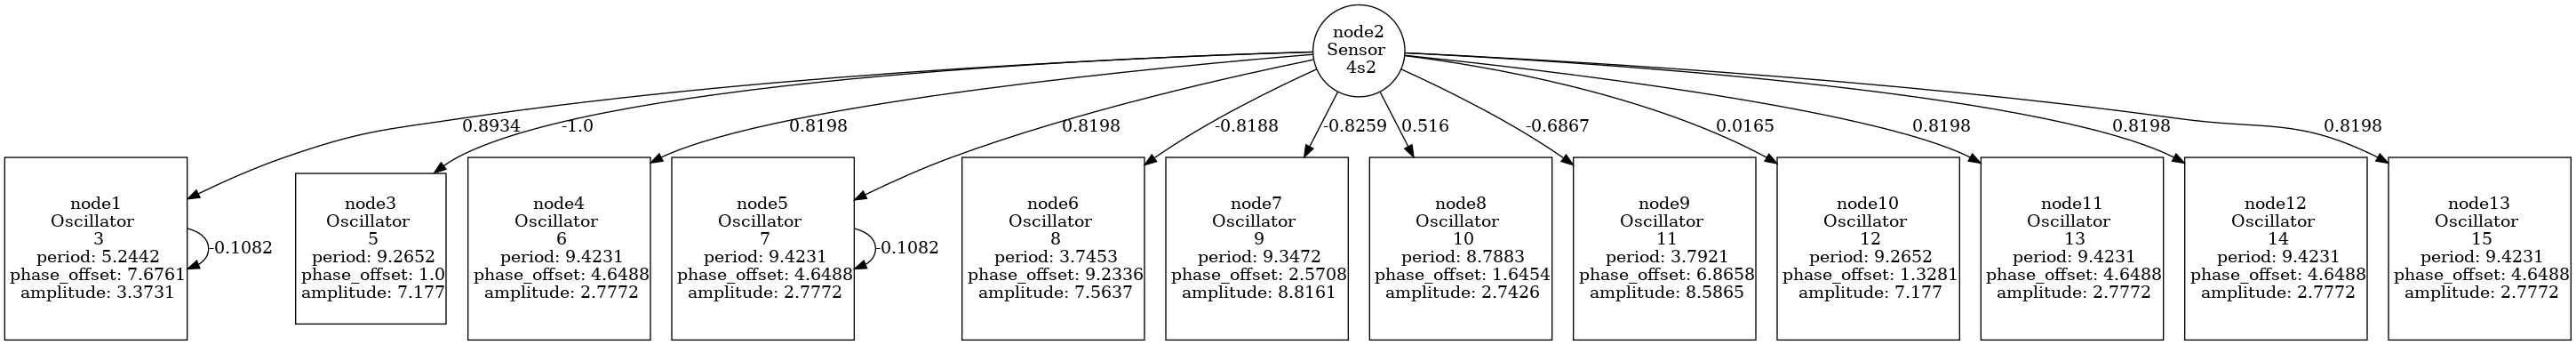 node2
Sensor
4s2
0.8934
-1.0
0.8198
0.8198
-0.8188
-0.8259
0.516
-0.6867
0.0165
0.8198
0.8198
0.8198
node1
Oscillator
3
period: 5.2442
phase_offset: 7.6761
amplitude: 3.3731
-0.1082
node3
Oscillator
5
period: 9.2652
phase_offset: 1.0
amplitude: 7.177
node4
Oscillator
6
period: 9.4231
phase_offset: 4.6488
amplitude: 2.7772
node5
Oscillator
7
period: 9.4231
phase_offset: 4.6488
amplitude: 2.7772
-0.1082
node6
Oscillator
8
period: 3.7453
phase_offset: 9.2336
amplitude: 7.5637
node7
Oscillator
9
period: 9.3472
phase_offset: 2.5708
amplitude: 8.8161
node8
Oscillator
10
period: 8.7883
phase_offset: 1.6454
amplitude: 2.7426
node9
Oscillator
11
period: 3.7921
phase_offset: 6.8658
amplitude: 8.5865
node10
Oscillator
12
period: 9.2652
phase_offset: 1.3281
amplitude: 7.177
node11
Oscillator
13
period: 9.4231
phase_offset: 4.6488
amplitude: 2.7772
node12
Oscillator
14
period: 9.4231
phase_offset: 4.6488
amplitude: 2.7772
node13
Oscillator
15
period: 9.4231
phase_offset: 4.6488
amplitude: 2.7772